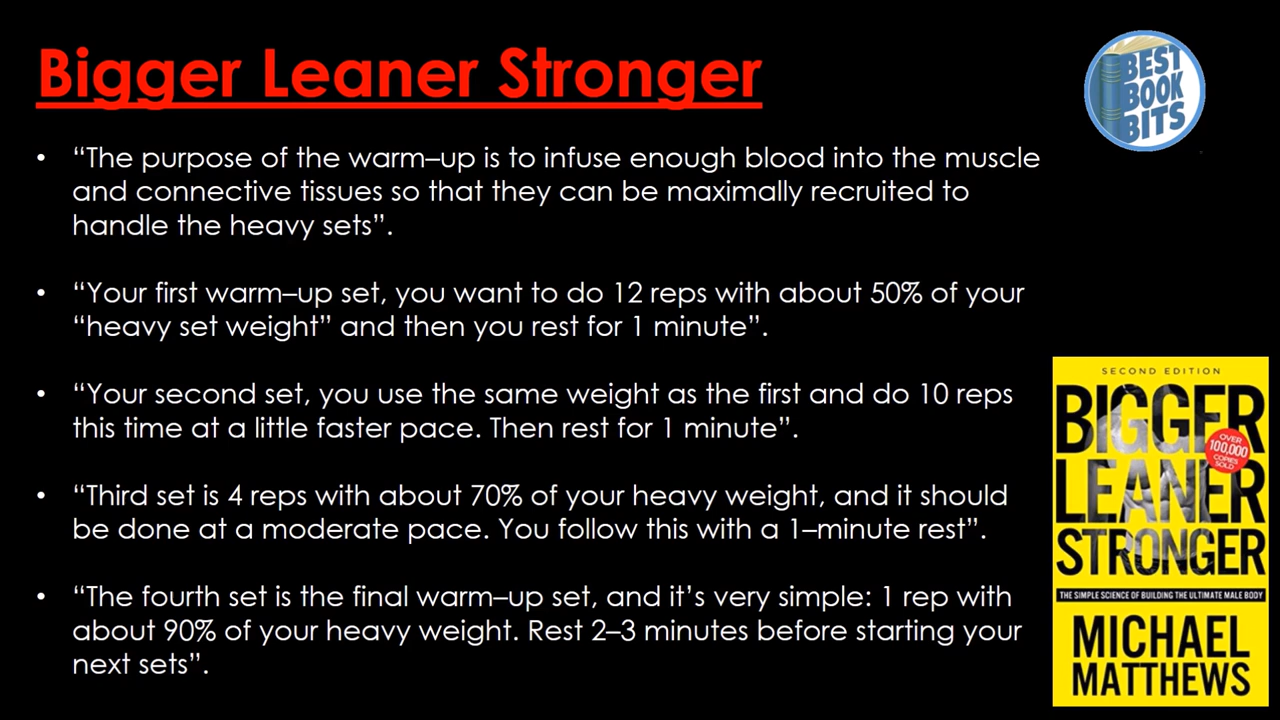 Bigger Leaner Stronger
BEST
BOOK
BITS
• “The purpose of the warm–up is to infuse enough blood into the muscle
and connective tissues so that they can be maximally recruited to
handle the heavy sets”.
• “Your first warm–up set, you want to do 12 reps with about 50% of your
“heavy set weight” and then you rest for 1 minute”.
• “Your second set, you use the same weight as the first and do 10 reps
this time at a little faster pace. Then rest for 1 minute”.
• “Third set is 4 reps with about 70% of your heavy weight, and it should
be done at a moderate pace. You follow this with a 1–minute rest”.
• “The fourth set is the final warm–up set, and it’s very simple: 1 rep with
about 90% of your heavy weight. Rest 2–3 minutes before starting your
next sets”.
SECOND EDITION
BIGGER
LEANER
STRONGER
OVER
100,000
COPIES
SOLD
THE SIMPLE SCIENCE OF BUILDING THE ULTIMATE MALE BODY
MICHAEL
MATTHEWS